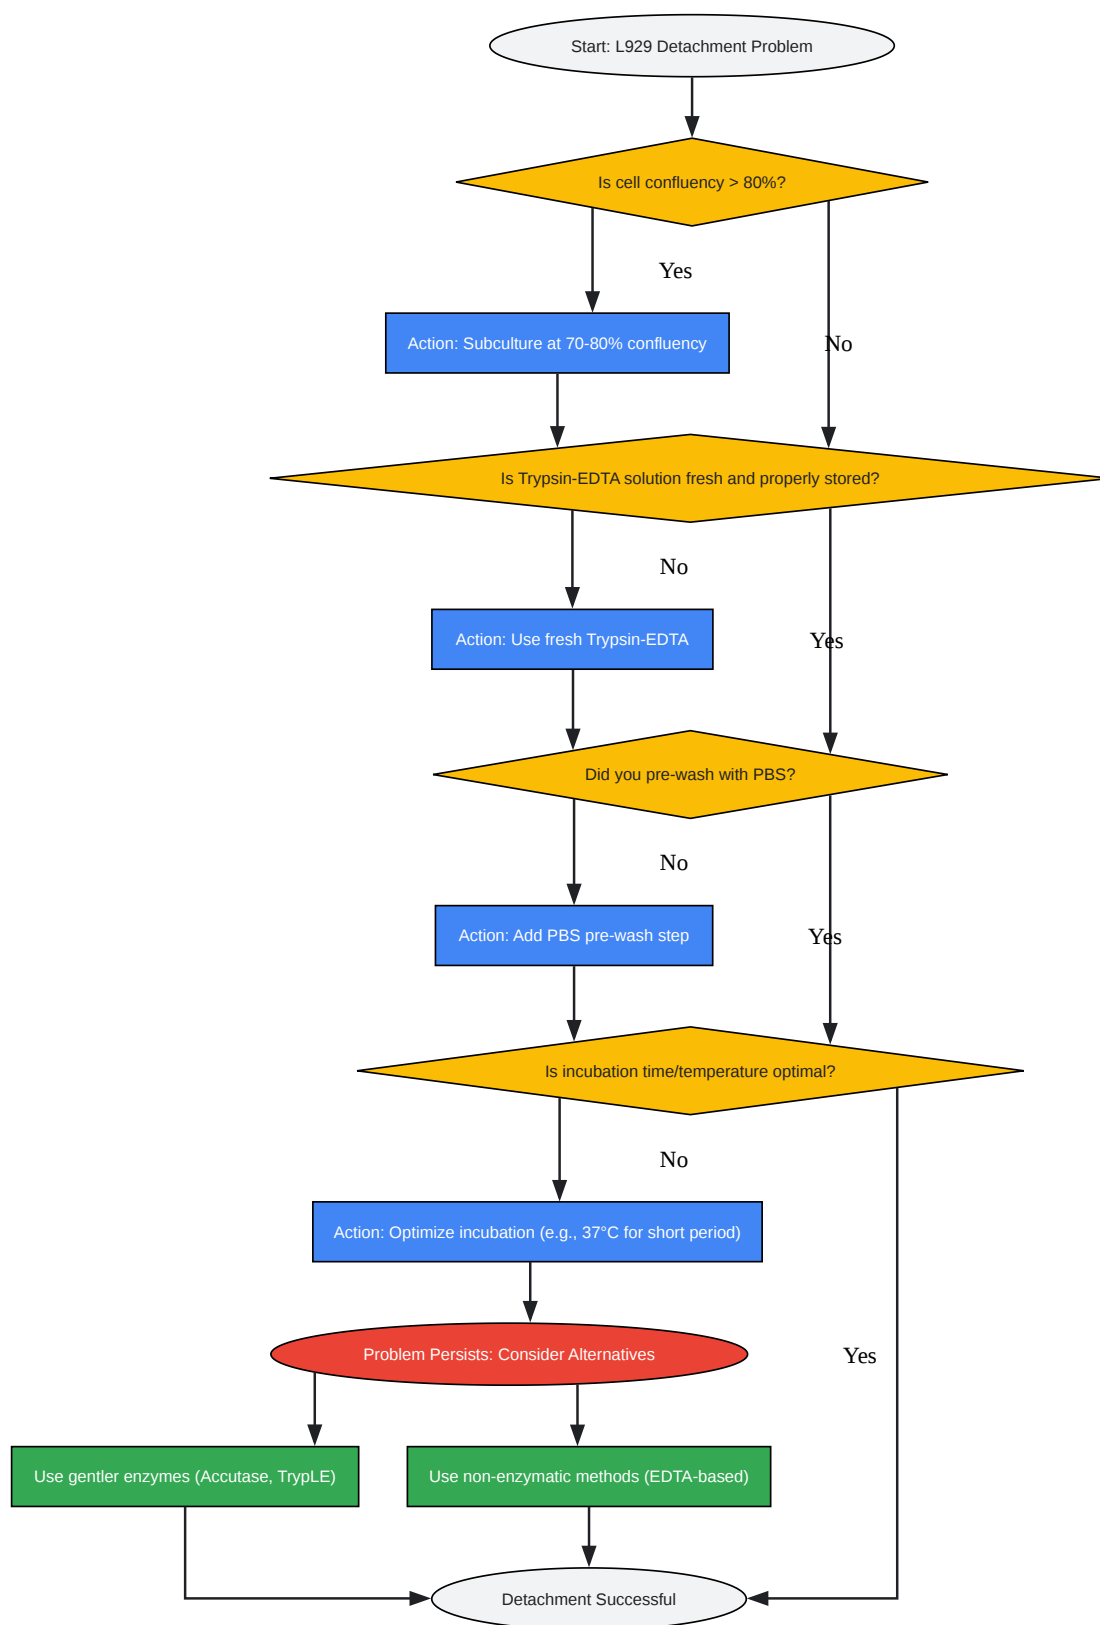 Start: L929 Detachment Problem
Is cell confluency > 80%?
Yes
Action: Subculture at 70-80% confluency
No
Is Trypsin-EDTA solution fresh and properly stored?
No
Action: Use fresh Trypsin-EDTA
Yes
Did you pre-wash with PBS?
No
Action: Add PBS pre-wash step
Yes
Is incubation time/temperature optimal?
No
Action: Optimize incubation (e.g., 37°C for short period)
Problem Persists: Consider Alternatives
Yes
Use gentler enzymes (Accutase, TrypLE)
Use non-enzymatic methods (EDTA-based)
Detachment Successful